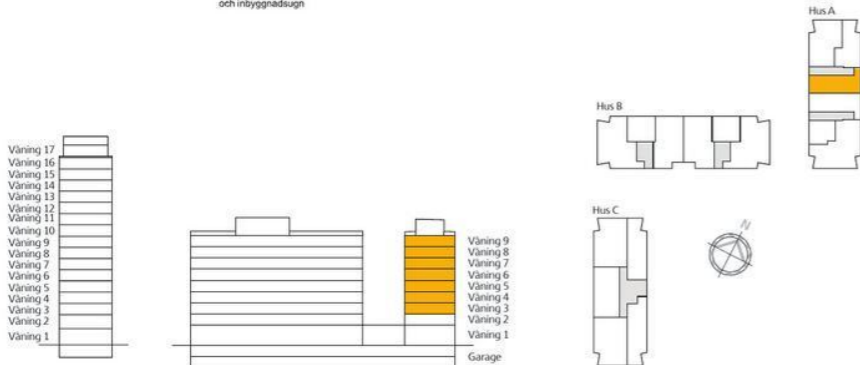 och inbyggnadsugn
Hus A
Hus B
Våning 17
Våning 16
Våning 15
Våning 14
Våning 13
Våning 12
Våning 11
Våning 10
Våning 9
Våning 8
Våning 7
Våning 6
Våning 5
Våning 4
Våning 3
Våning 2
Våning 1
Våning 9
Våning 8
Våning 7
Våning 6
Våning 5
Våning 4
Våning 3
Våning 2
Våning 1
Garage
Hus C
N